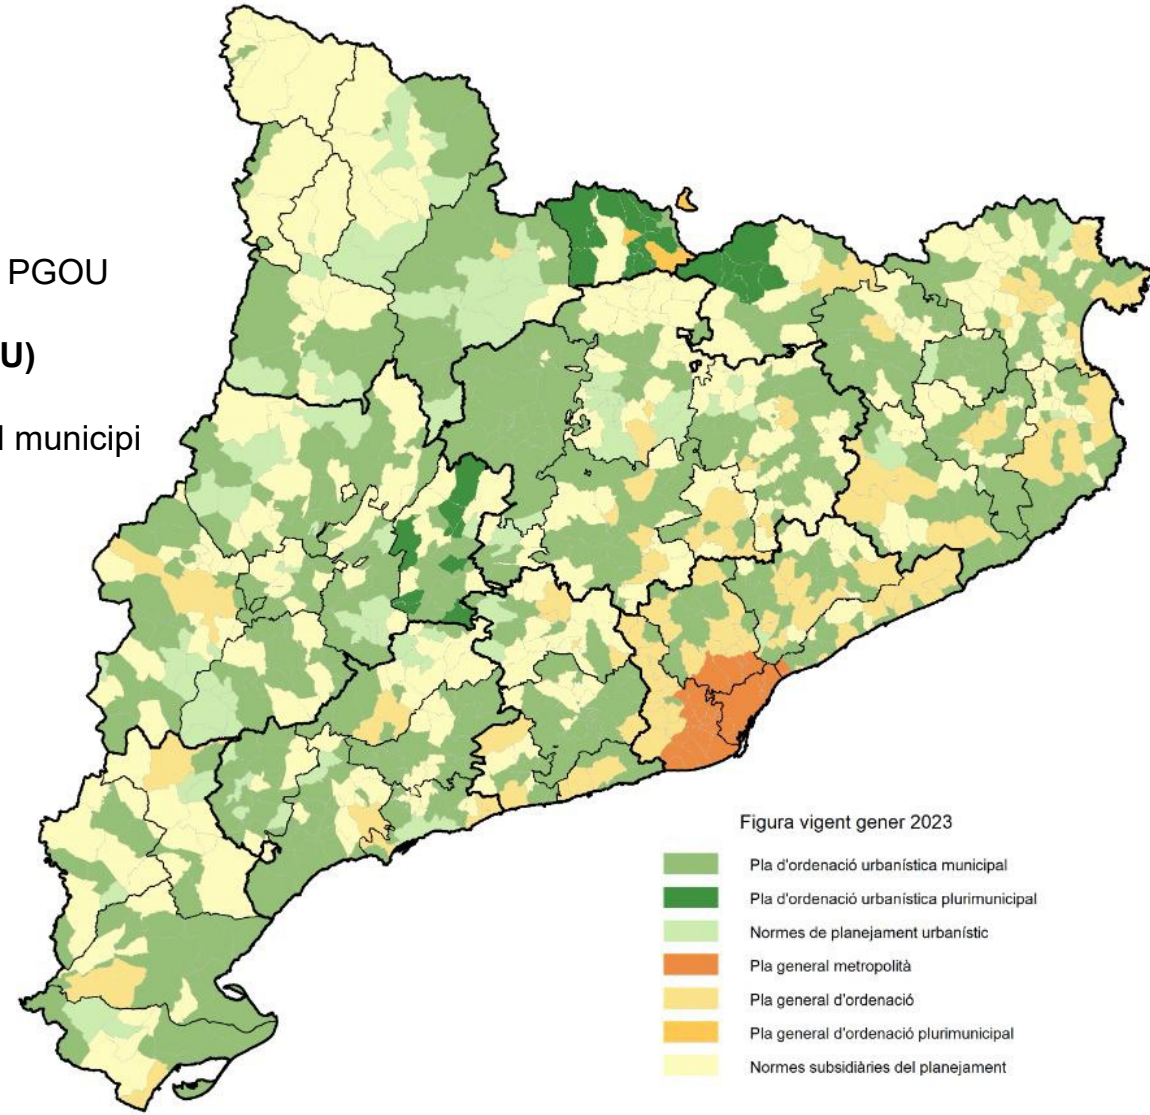 PGOU
U)
l municipi
Figura vigent gener 2023
Pla d'ordenació urbanística municipal
Pla d'ordenació urbanística plurimunicipal
Normes de planejament urbanístic
Pla general metropolità
Pla general d'ordenació
Pla general d'ordenació plurimunicipal
Normes subsidiàries del planejament